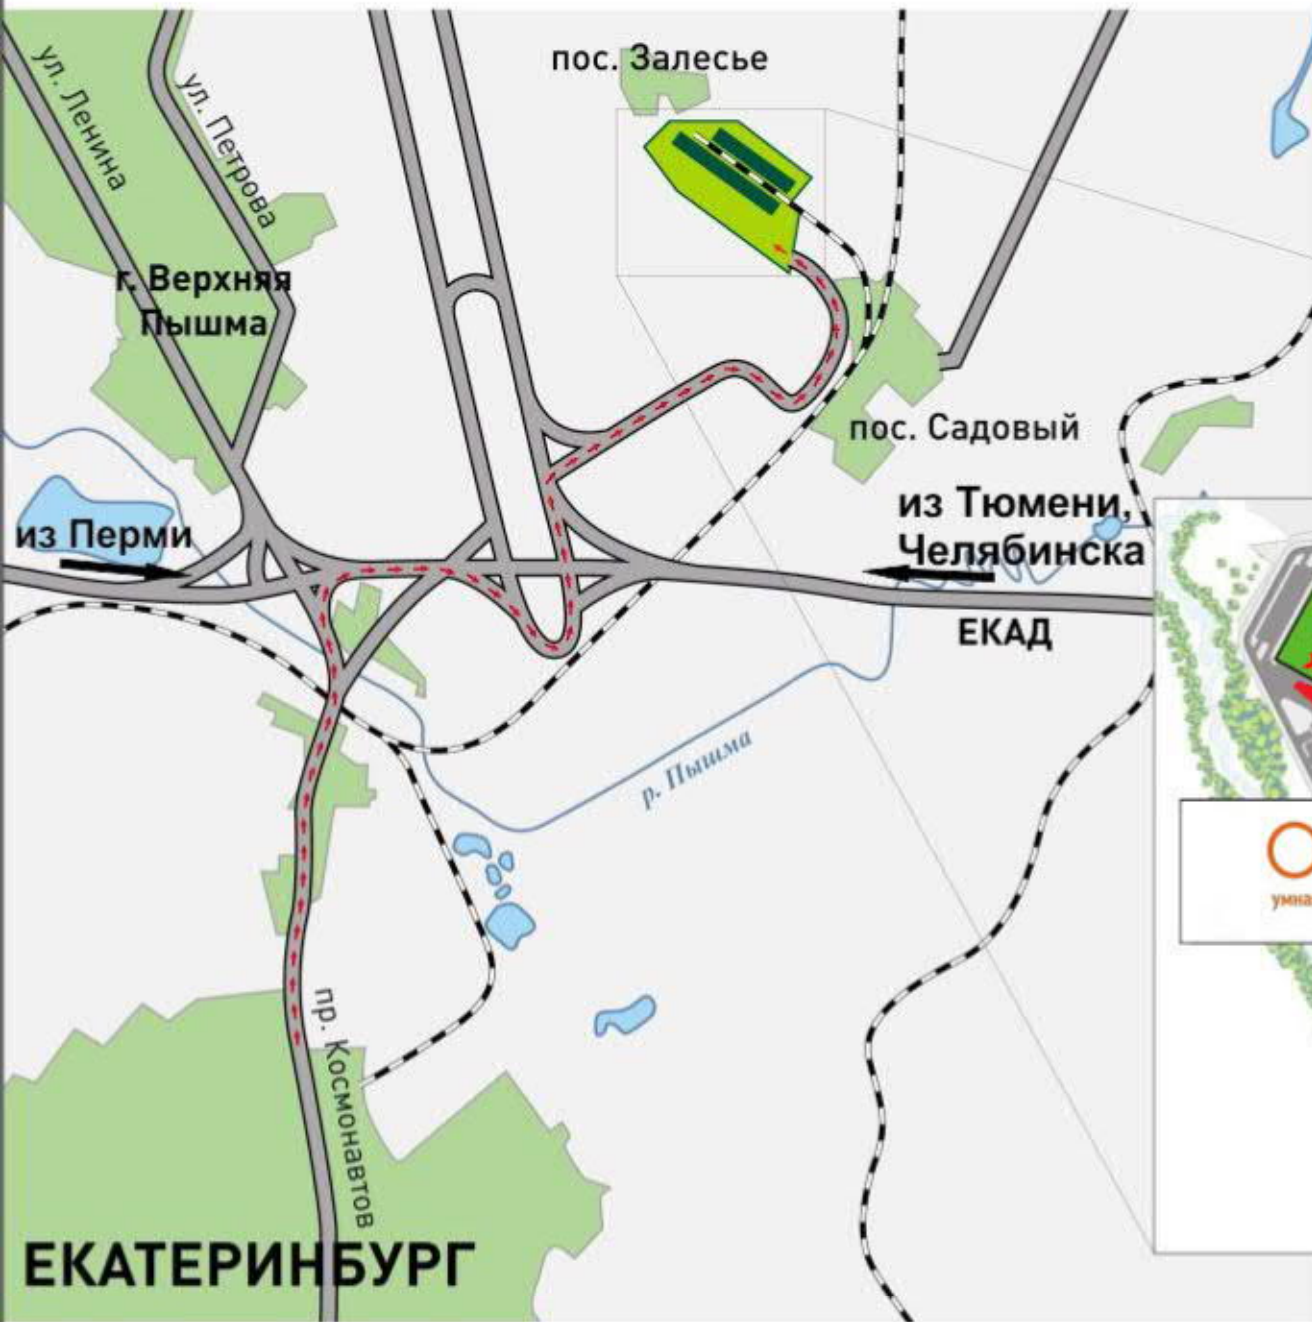 пос. Залесье
ул. Ленина
ул. Петрова
г. Верхняя
Пышма
пос. Садовый
из Перми
из Тюмени,
Челябинска
ЕКАД
р. Пышма
пр. Космонавтов
ЕКАТЕРИНБУРГ